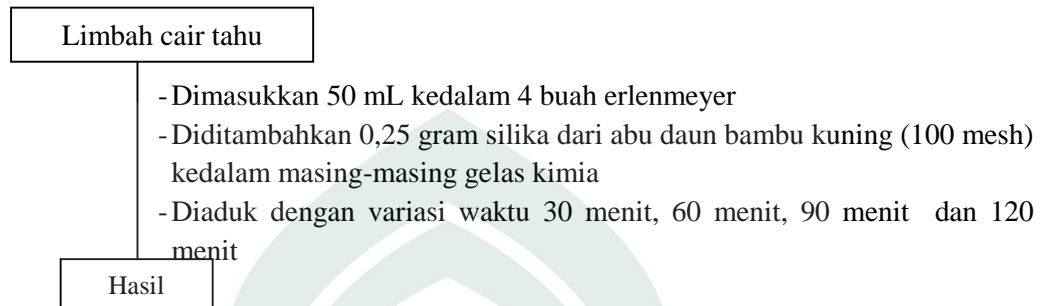 Limbah cair tahu
-Dimasukkan 50 mL kedalam 4 buah erlenmeyer
-Diditambahkan 0,25 gram silika dari abu daun bambu kuning (100 mesh)
kedalam masing-masing gelas kimia
-Diaduk dengan variasi waktu 30 menit, 60 menit, 90 menit dan 120
menit
Hasil